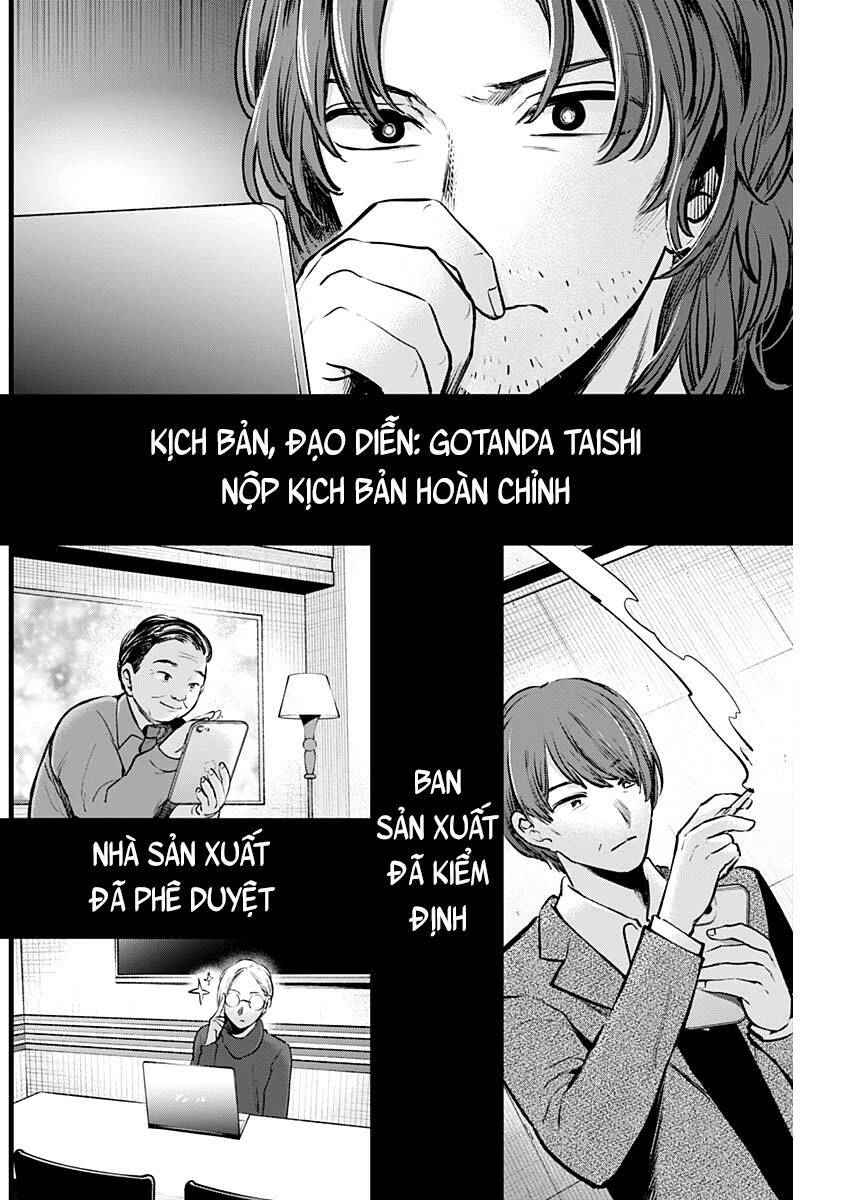 KỊCH BẢN, ĐẠO DIỄN: GOTANDA TAISHI
NỘP KỊCH BẢN HOÀN CHỈNH
BAN
SẢN XUẤT
ĐÃ KIỂM
ĐỊNH
NHÀ SẢN XUẤT
ĐÃ PHÊ DUYỆT